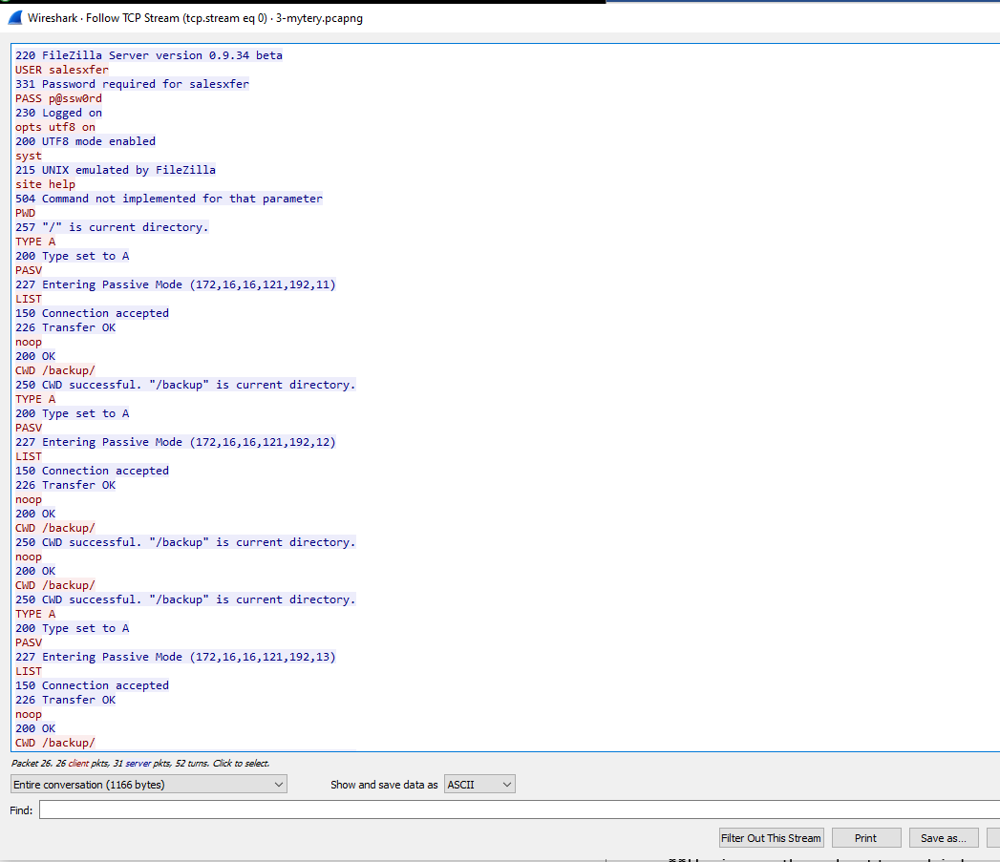 Wireshark · Follow TCP Stream (tcp.stream eq 0) · 3-mytery.pcapng
220 FileZilla Server version 0.9.34 beta
USER salesxfer
331 Password required for salesxfer
PASS p@ssw0rd
230 Logged on
opts utf8 on
200 UTF8 mode enabled
syst
215 UNIX emulated by FileZilla
site help
504 Command not implemented for that parameter
PWD
257 "/" is current directory.
TYPE A
200 Type set to A
PASV
227 Entering Passive Mode (172,16,16,121,192,11)
LIST
150 Connection accepted
226 Transfer OK
noop
200 OK
CWD /backup/
250 CWD successful. "/backup" is current directory.
TYPE A
200 Type set to A
PASV
227 Entering Passive Mode (172,16,16,121,192,12)
LIST
150 Connection accepted
226 Transfer OK
noop
200 OK
CWD /backup/
250 CWD successful. "/backup" is current directory.
noop
200 OK
CWD /backup/
250 CWD successful. "/backup" is current directory.
TYPE A
200 Type set to A
PASV
227 Entering Passive Mode (172,16,16,121,192,13)
LIST
150 Connection accepted
226 Transfer OK
noop
200 OK
CWD /backup/
Packet 26. 26 client pkts, 31 server pkts, 52 turns. Click to select.
Entire conversation (1166 bytes) Show and save data as ASCII
Find:
Filter Out This Stream Print Save as...